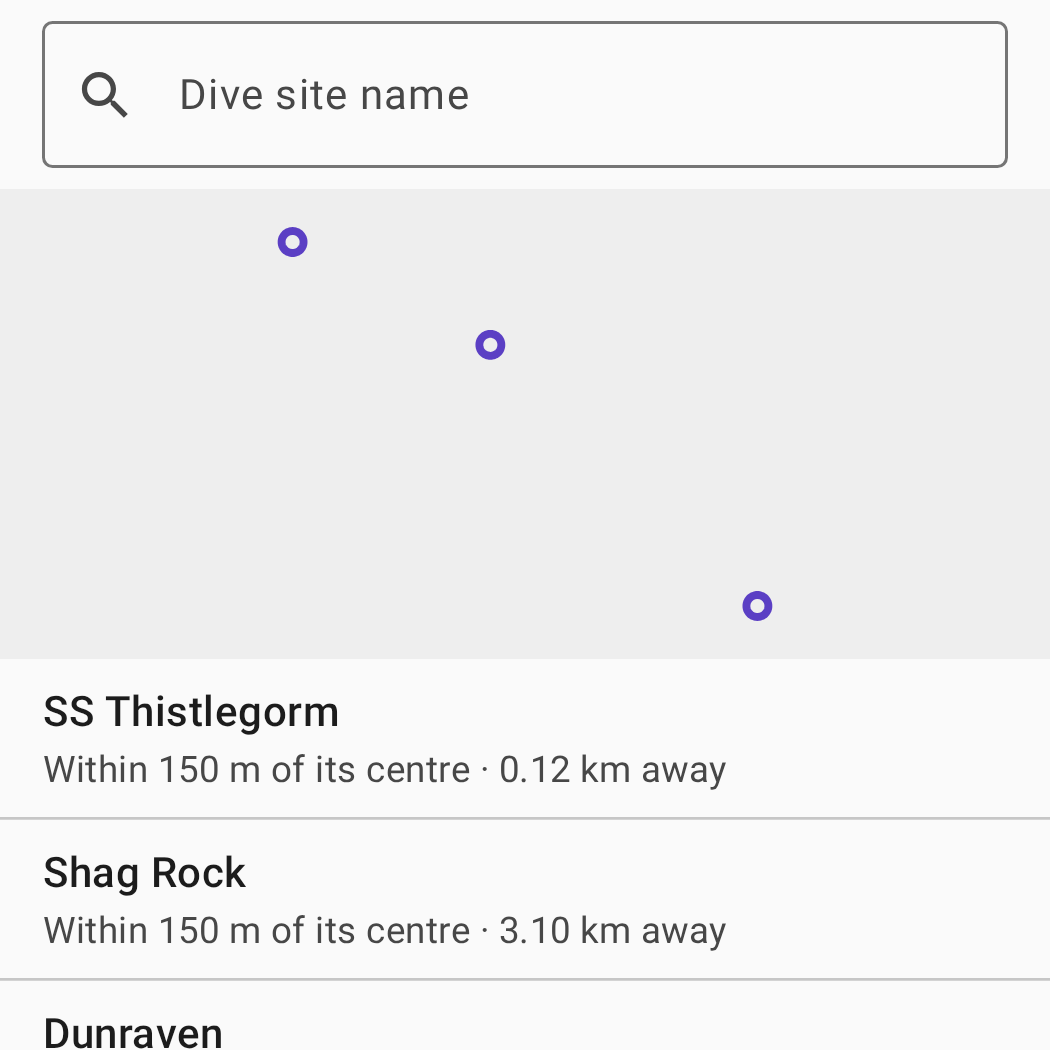 Dive site name
SS Thistlegorm
Within 150 m of its centre · 0.12 km away
Shag Rock
Within 150 m of its centre · 3.10 km away
Dunraven